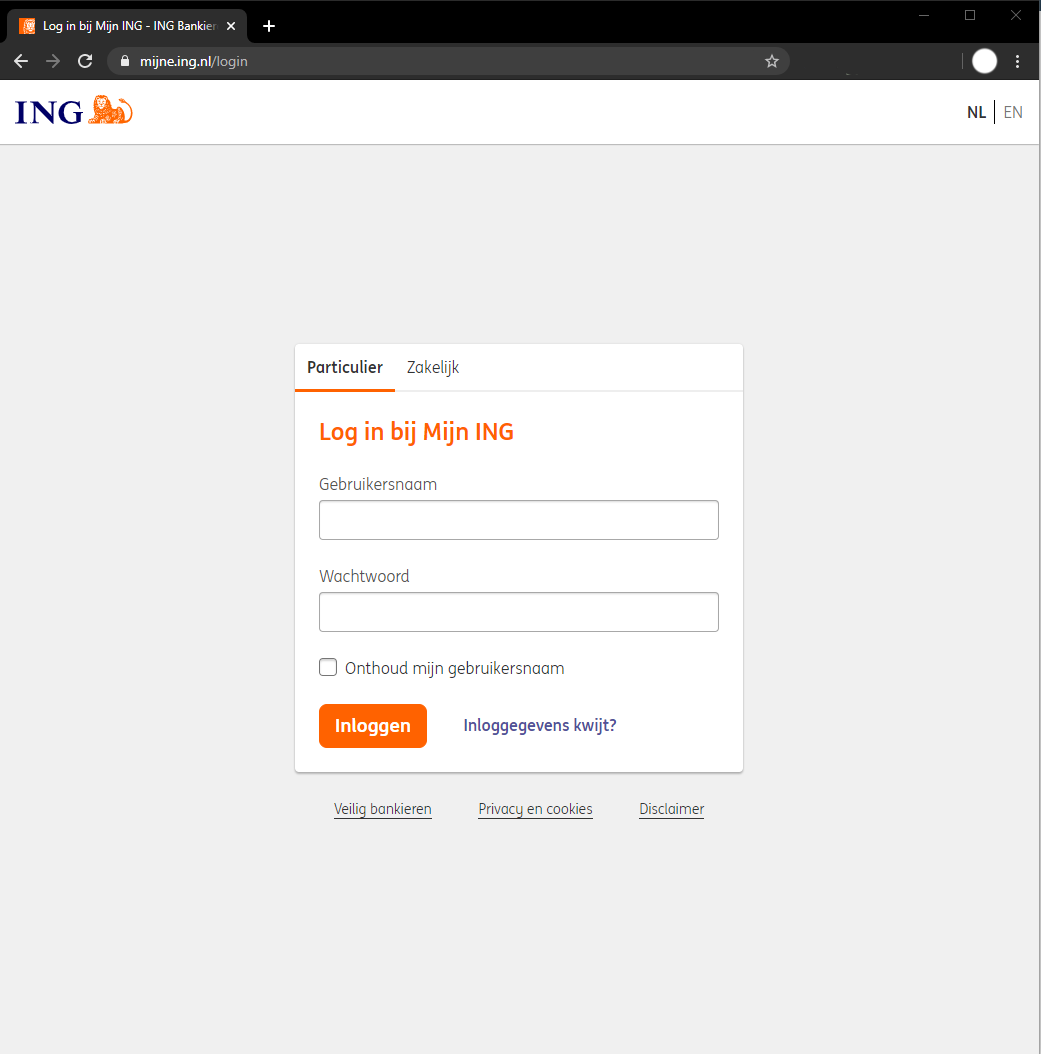 Log in bij Mijn ING - ING Bankier
mijne.ing.nl/login
ING
NL EN
Particulier Zakelijk
Log in bij Mijn ING
Gebruikersnaam
Wachtwoord
Onthoud mijn gebruikersnaam
Inloggen Inloggegevens kwijt?
Veilig bankieren Privacy en cookies Disclaimer